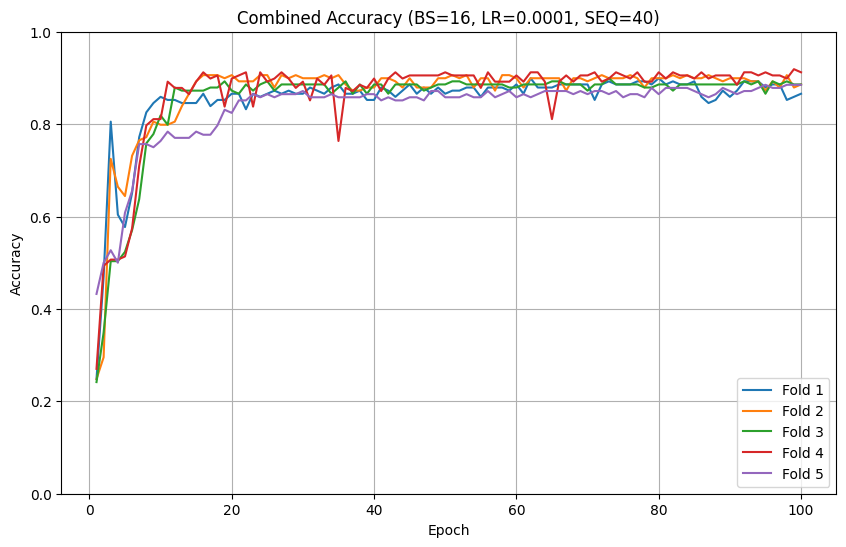 Combined Accuracy (BS=16, LR=0.0001, SEQ=40)
1.0
0.8
0.6
0.4
0.2
0.0
Accuracy
0 20 40 60 80 100
Epoch
Fold 1
Fold 2
Fold 3
Fold 4
Fold 5